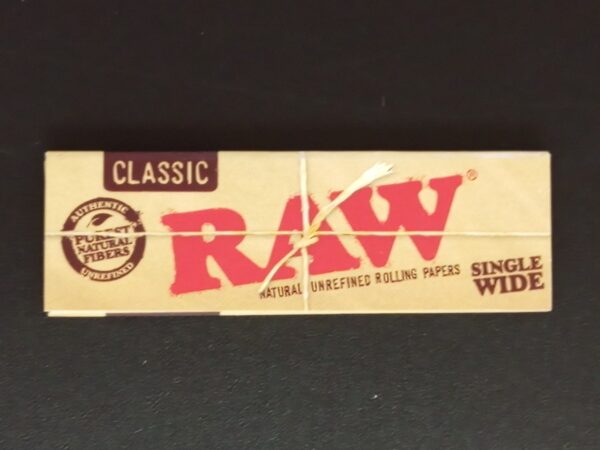 CLASSIC
AUTHENTIC
PUREST
NATURAL
FIBERS
UNREFINED
RAW®
NATURAL UNREFINED ROLLING PAPERS
SINGLE
WIDE